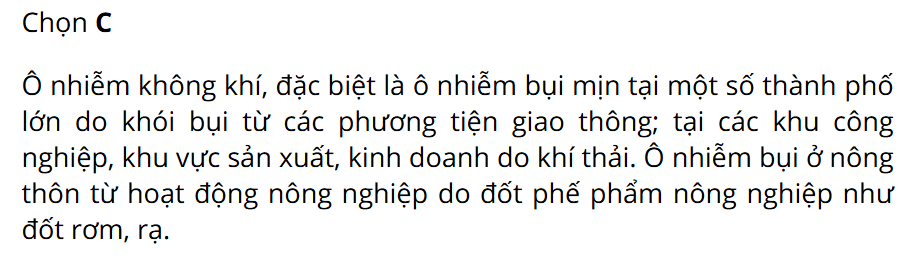 Chọn C
Ô nhiễm không khí, đặc biệt là ô nhiễm bụi mịn tại một số thành phố
lớn do khói bụi từ các phương tiện giao thông; tại các khu công
nghiệp, khu vực sản xuất, kinh doanh do khí thải. Ô nhiễm bụi ở nông
thôn từ hoạt động nông nghiệp do đốt phế phẩm nông nghiệp như
đốt rơm, rạ.